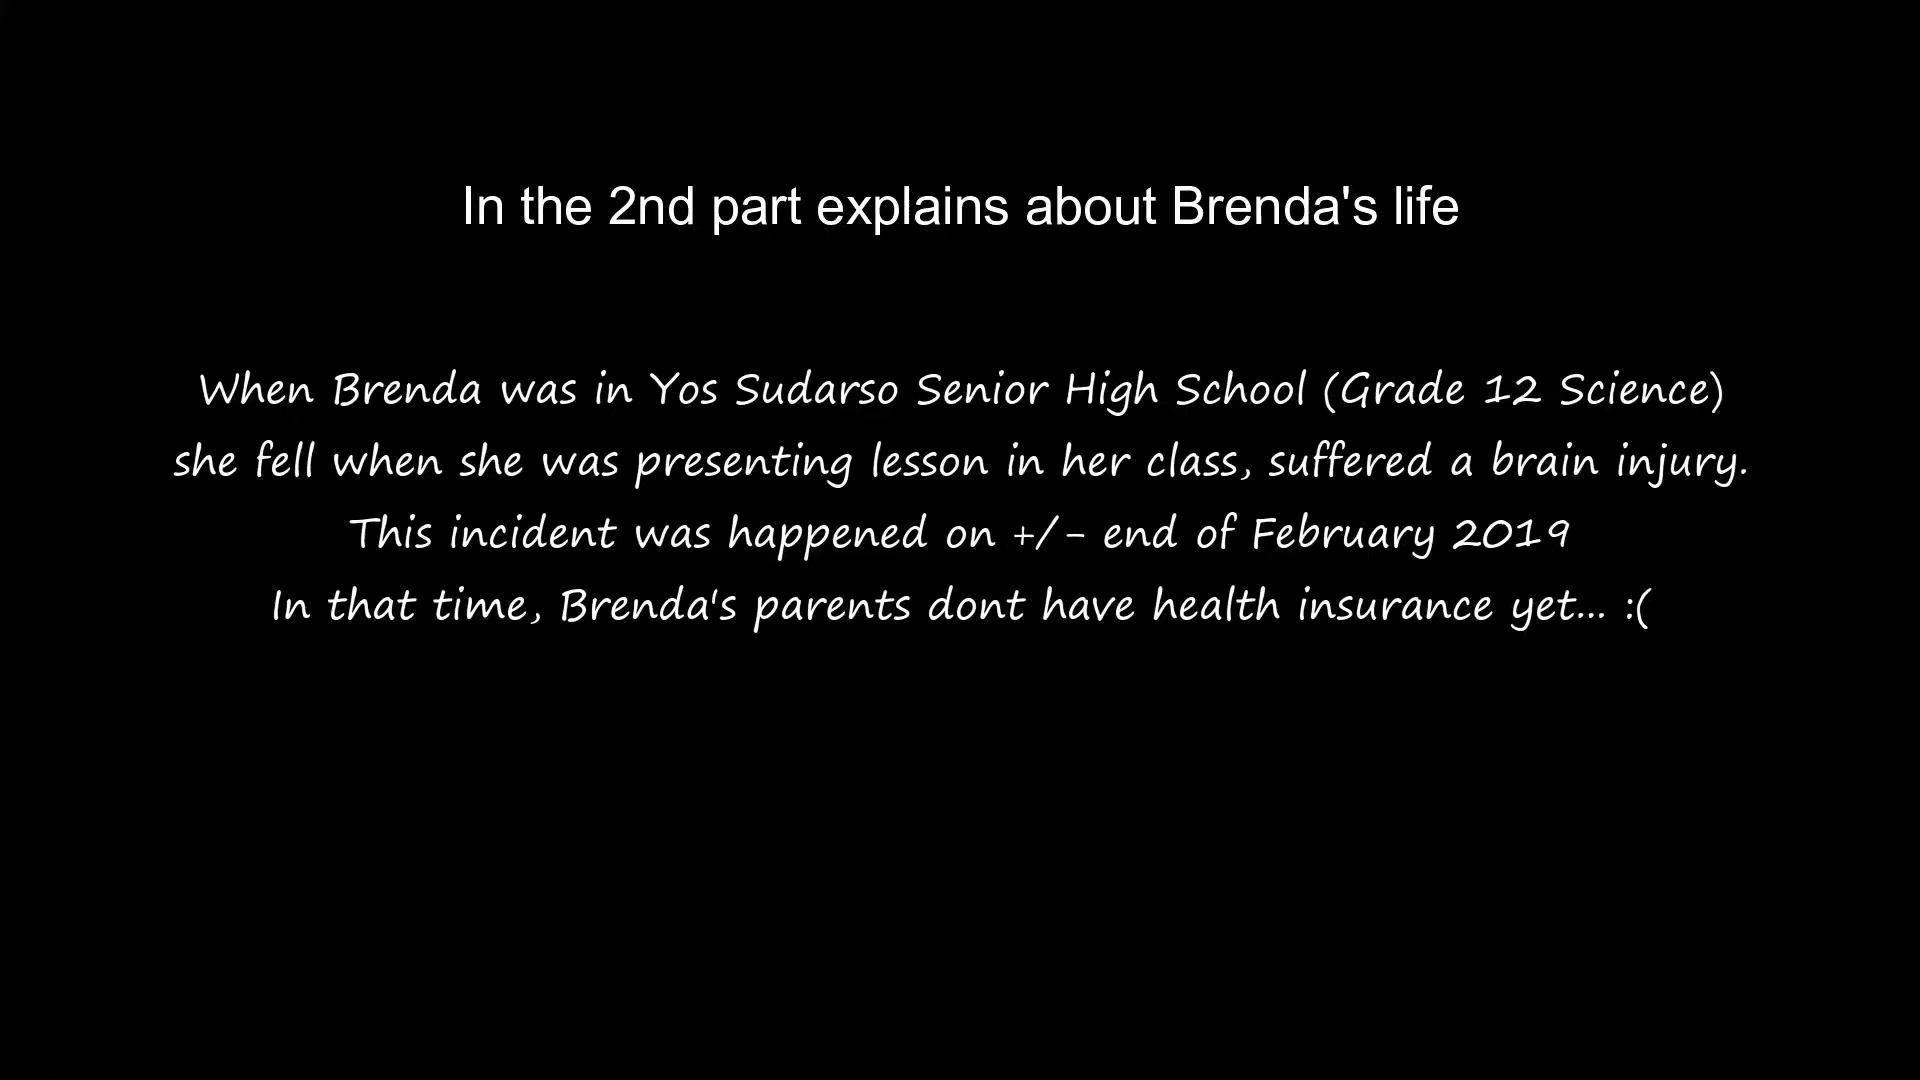 In the 2nd part explains about Brenda's life
When Brenda was in Yos Sudarso Senior High School (Grade 12 Science)
she fell when she was presenting lesson in her class, suffered a brain injury.
This incident was happened on +/- end of February 2019
In that time, Brenda's parents dont have health insurance yet... :(